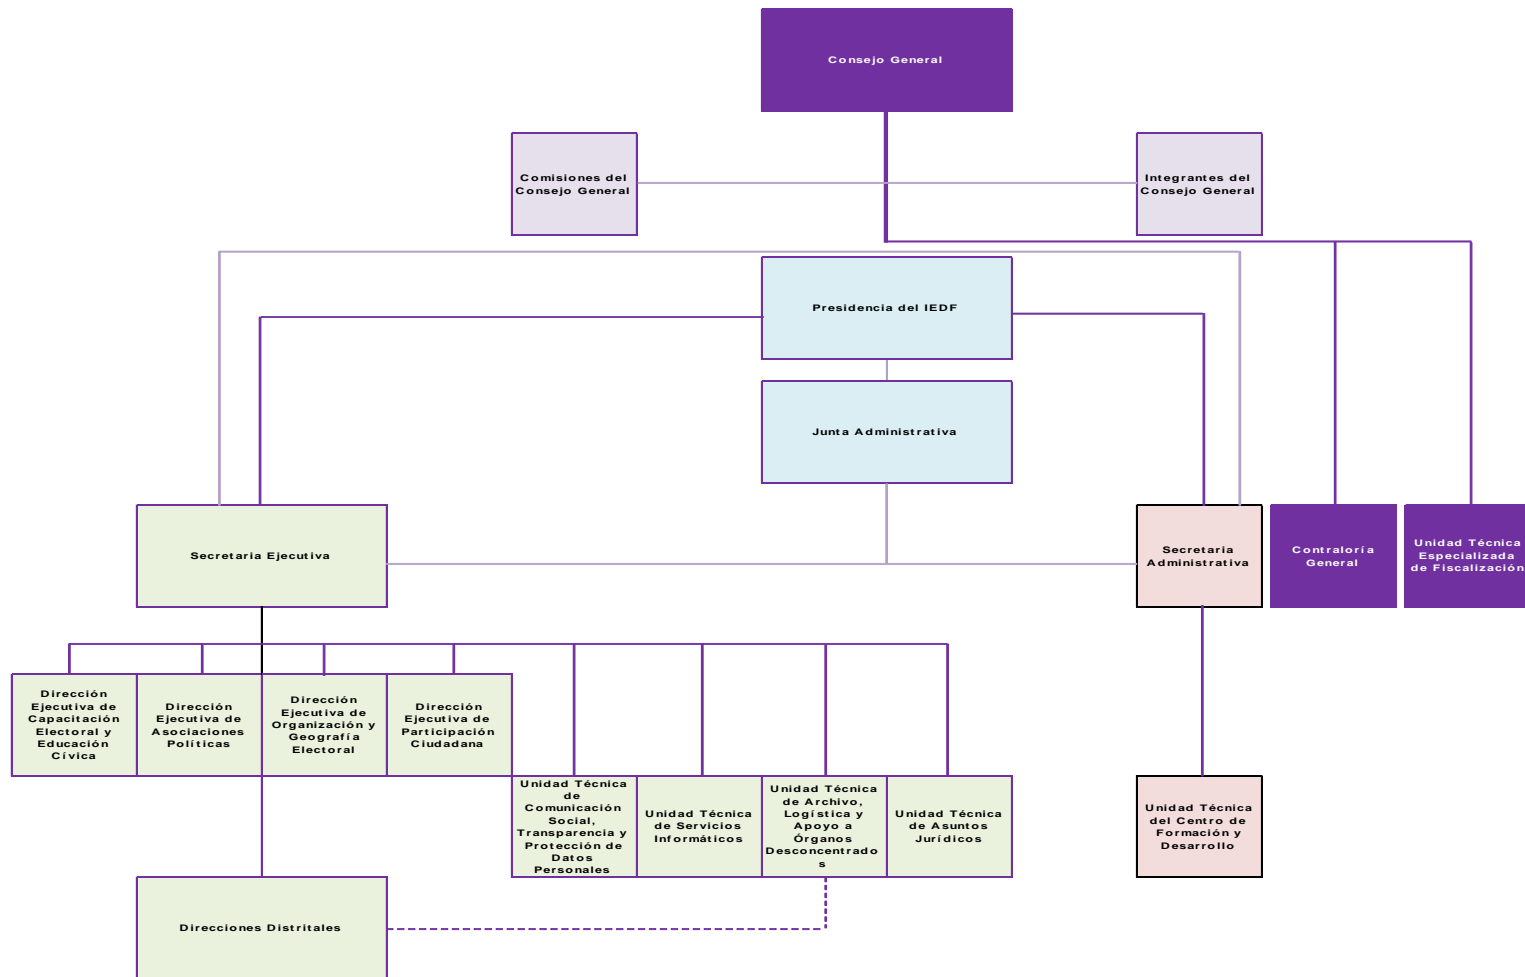 Consejo General
Comisiones del
Consejo General
Integrantes del
Consejo General
Presidencia del IEDF
Junta Administrativa
Secretaria Ejecutiva
Secretaria
Administrativa
Contraloría
General
Unidad Técnica
Especializada
de Fiscalización
Dirección
Ejecutiva de
Capacitación
Electoral y
Educación
Cívica
Dirección
Ejecutiva de
Asociaciones
Políticas
Dirección
Ejecutiva de
Organización y
Geografía
Electoral
Dirección
Ejecutiva de
Participación
Ciudadana
Unidad Técnica
de
Comunicación
Social,
Transparencia y
Protección de
Datos
Personales
Unidad Técnica
de Servicios
Informáticos
Unidad Técnica
de Archivo,
Logística y
Apoyo a
Órganos
Desconcentrado
s
Unidad Técnica
de Asuntos
Jurídicos
Unidad Técnica
del Centro de
Formación y
Desarrollo
Direcciones Distritales